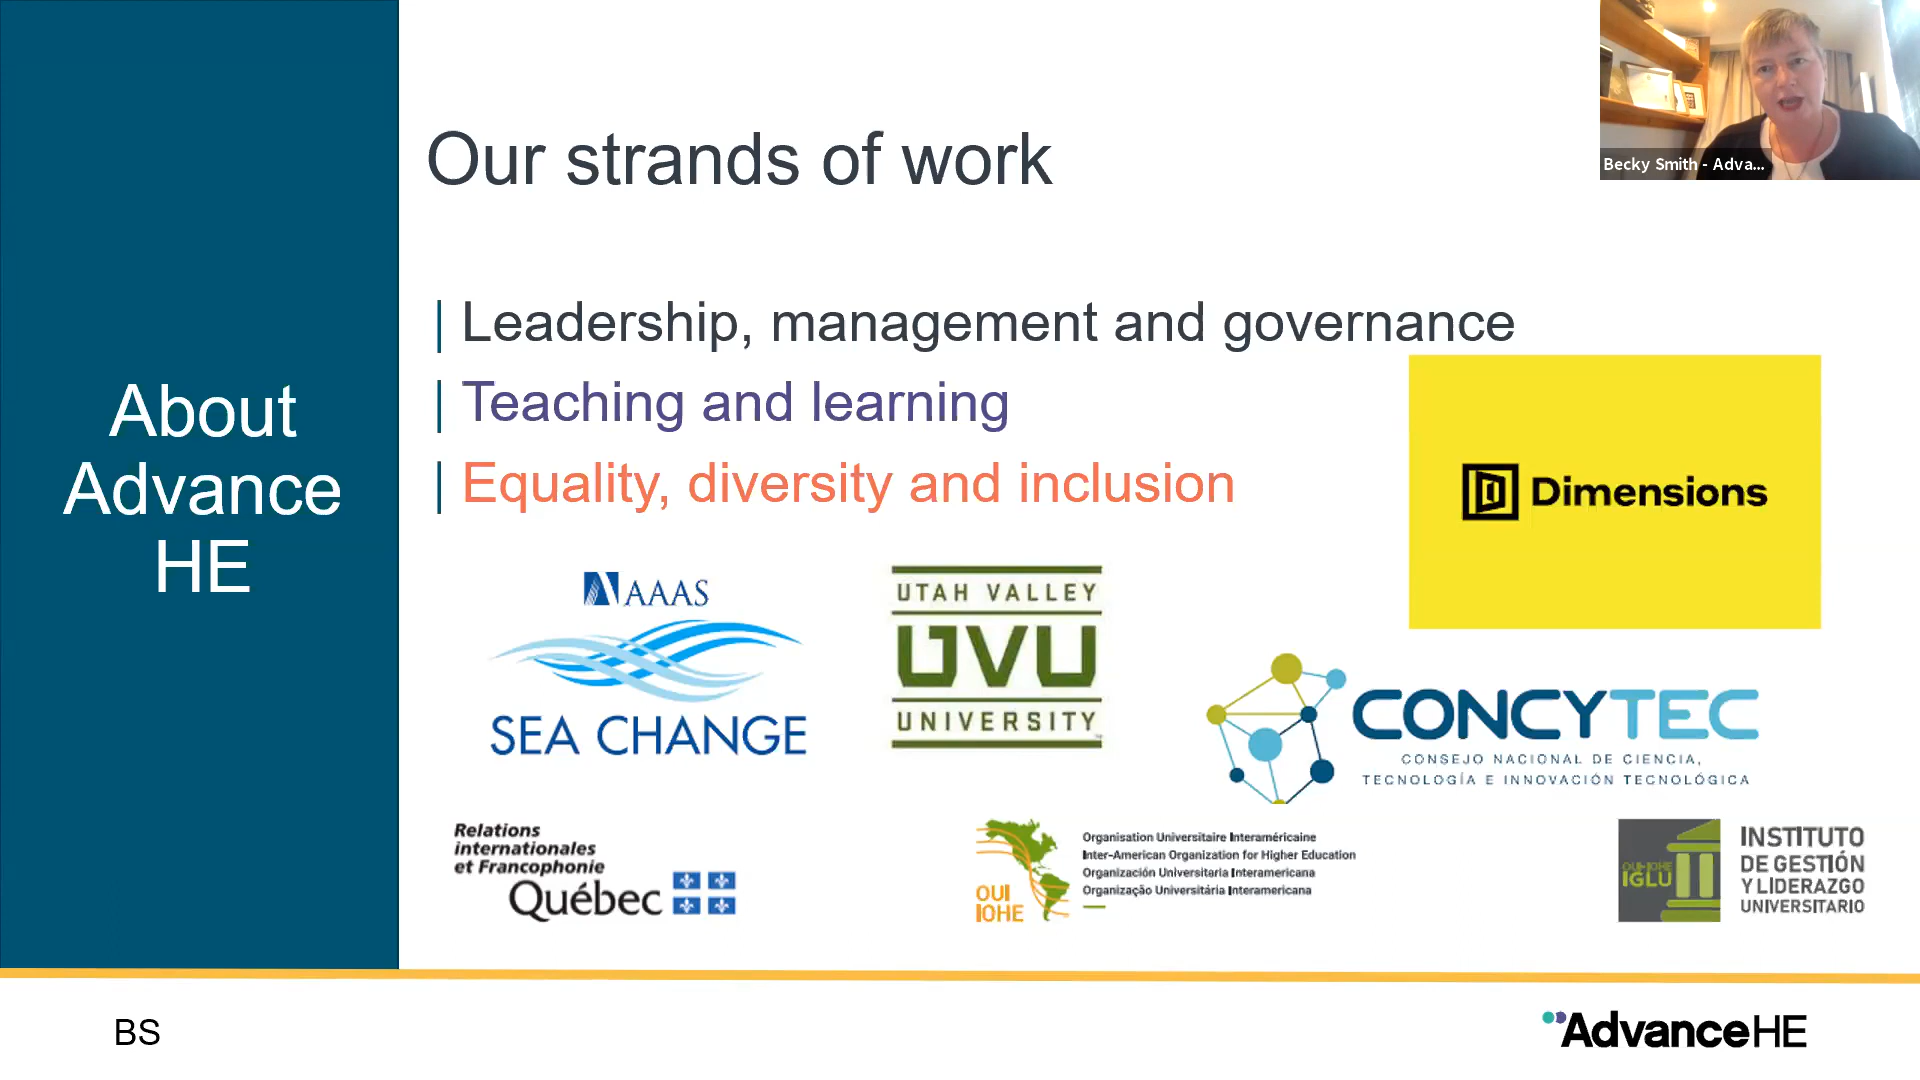 Becky Smith - Adva...
About
Advance
HE
Our strands of work
Leadership, management and governance
Teaching and learning
Equality, diversity and inclusion
Dimensions
AAAS
SEA CHANGE
UTAH VALLEY
UVU
UNIVERSITY
CONCYTEC
CONSEJO NACIONAL DE CIENCIA,
TECNOLOGÍA E INNOVACIÓN TECNOLÓGICA
Relations
internationales
et Francophonie
Québec
OUI
IOHE
Organisation Universitaire Interaméricaine
Inter-American Organization for Higher Education
Organización Universitaria Interamericana
Organização Universitária Interamericana
OUI-IOHE
IGLU
INSTITUTO
DE GESTIÓN
Y LIDERAZGO
UNIVERSITARIO
BS
AdvanceHE